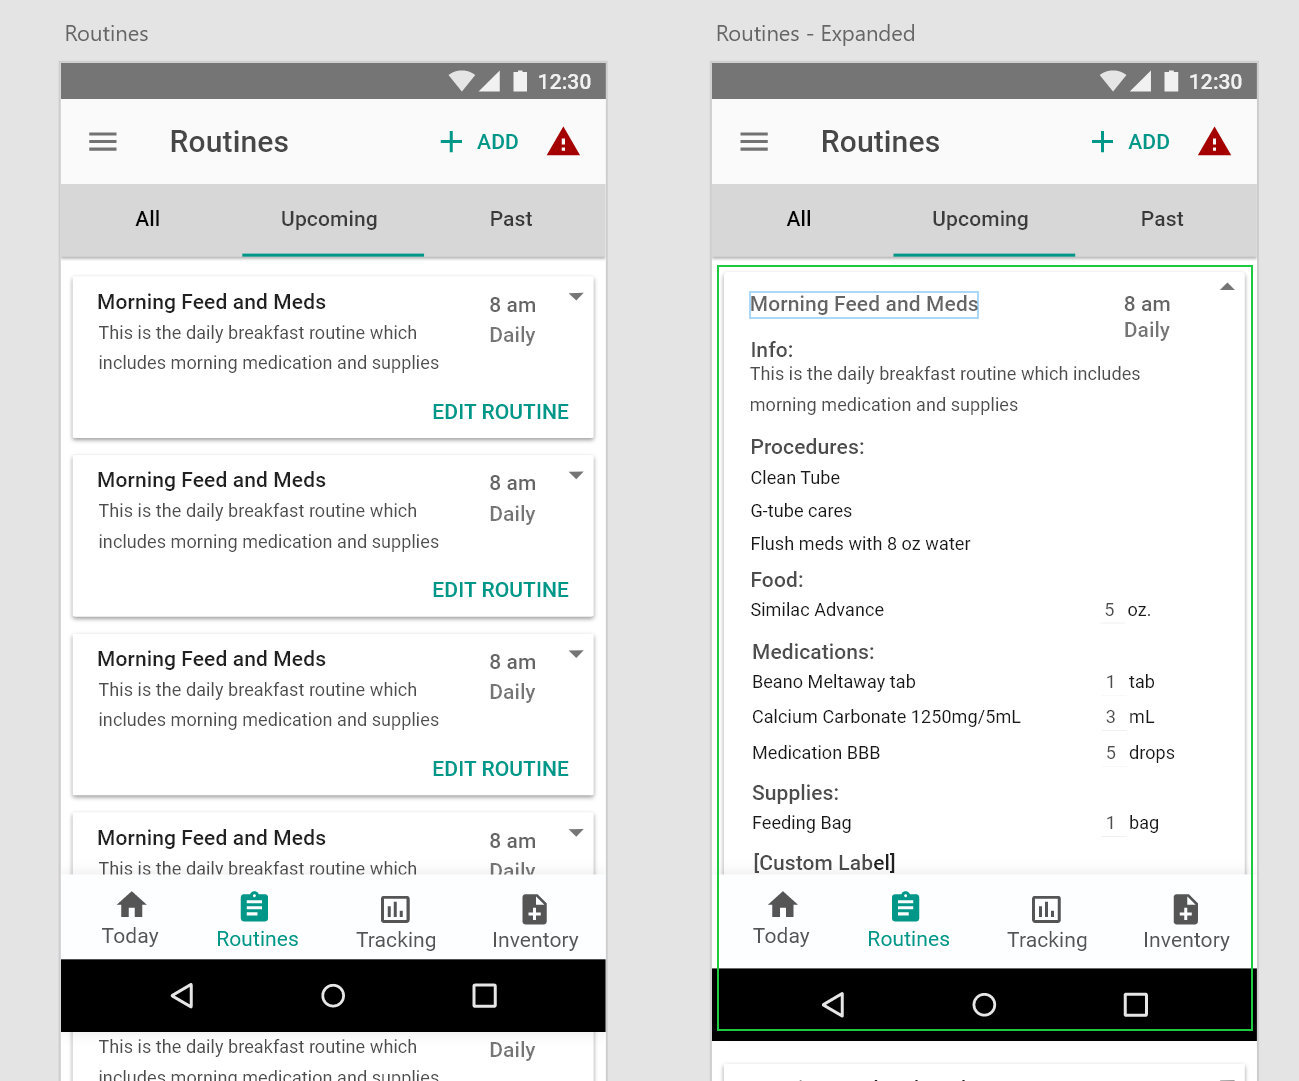 Routines
12:30
Routines
ADD
All Upcoming Past
Morning Feed and Meds
8 am
This is the daily breakfast routine which
Daily
includes morning medication and supplies
EDIT ROUTINE
Morning Feed and Meds
8 am
This is the daily breakfast routine which
Daily
includes morning medication and supplies
EDIT ROUTINE
Morning Feed and Meds
8 am
This is the daily breakfast routine which
Daily
includes morning medication and supplies
EDIT ROUTINE
Morning Feed and Meds
8 am
This is the daily breakfast routine which
Daily
Today Routines Tracking Inventory
This is the daily breakfast routine which
Daily
includes morning medication and supplies
Routines - Expanded
12:30
Routines
ADD
All Upcoming Past
Morning Feed and Meds
8 am
Daily
Info:
This is the daily breakfast routine which includes
morning medication and supplies
Procedures:
Clean Tube
G-tube cares
Flush meds with 8 oz water
Food:
Similac Advance 5 oz.
Medications:
Beano Meltaway tab 1 tab
Calcium Carbonate 1250mg/5mL 3 mL
Medication BBB 5 drops
Supplies:
Feeding Bag 1 bag
[Custom Label]
Today Routines Tracking Inventory